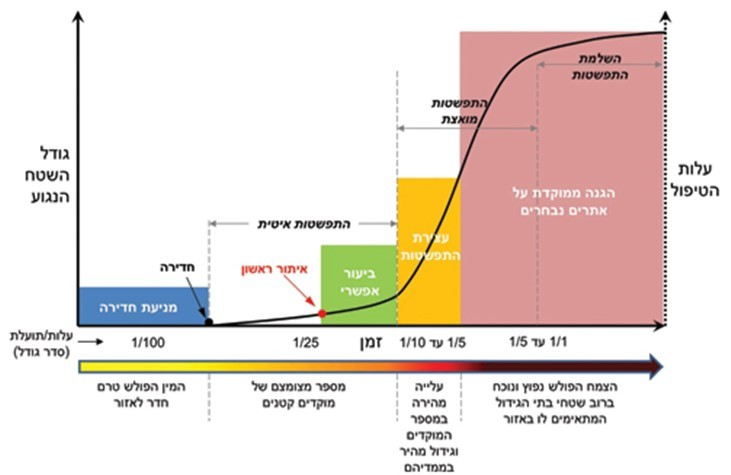 גודל
השטח
הנגוע
עלות
הטיפול
השלמת
התפשטות
התפשטות
מואצת
התפשטות איטית
הגנה ממוקדת על
אתרים נבחרים
עצירת
התפשטות
ביעור
אפשרי
איתור ראשון
חדירה
מניעת חדירה
זמן
עלות/תועלת
(סדר גודל)
1/100
1/25
1/5 עד 1/10
1/1 עד 1/5
המין הפולש טרם
חדר לאזור
מספר מצומצם של
מוקדים קטנים
עלייה
מהירה
במספר
המוקדים
וגידול מהיר
בממדיהם
הצמח הפולש נפוץ ונוכח
ברוב שטחי בתי הגידול
המתאימים לו באזור